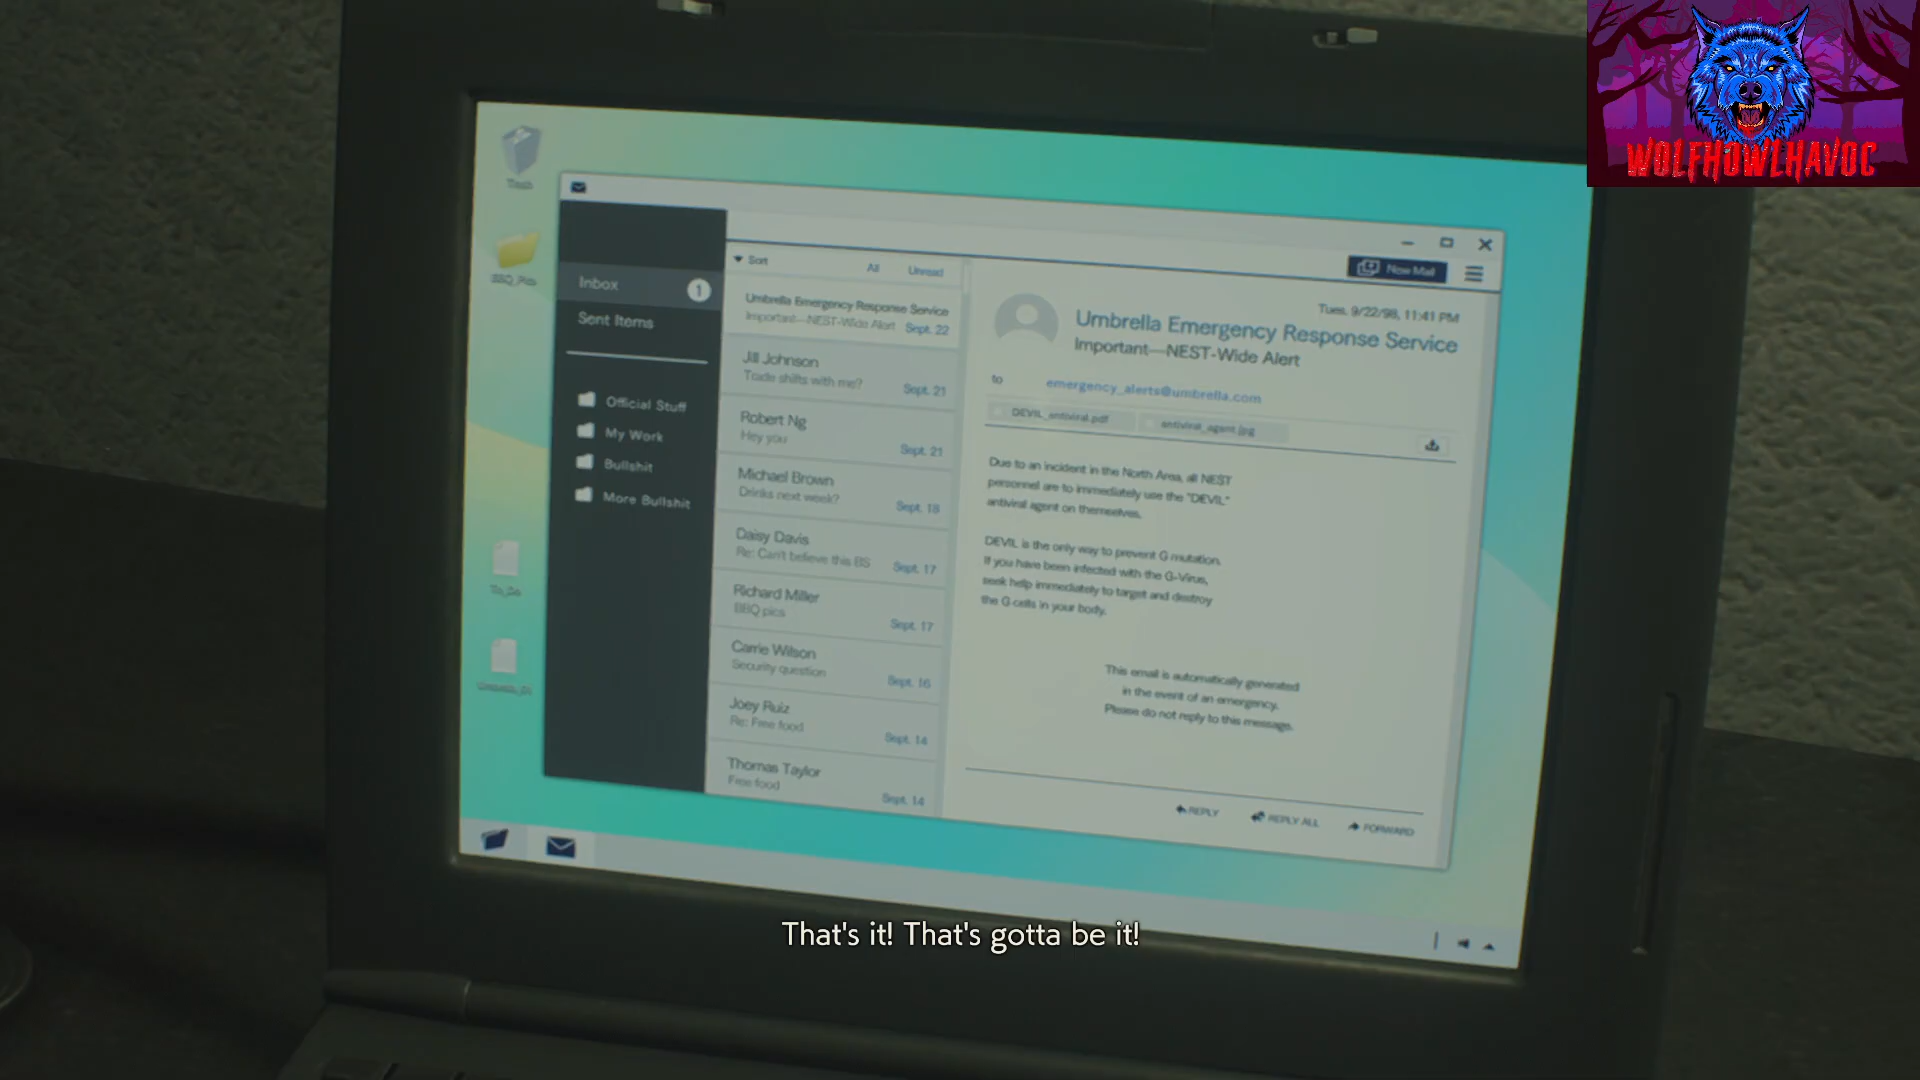 WOLFHOWLHAVOC
Trash
BBQ_Pics
To_Do
Inbox
1
Sent Items
Official Stuff
My Work
Bullshit
More Bullshit
Sort
All
Unread
Umbrella Emergency Response Service
Important—NEST-Wide Alert
Sept. 22
Jill Johnson
Trade shifts with me?
Sept. 21
Robert Ng
Hey you
Sept. 21
Michael Brown
Drinks next week?
Sept. 18
Daisy Davis
Re: Can't believe this BS
Sept. 17
Richard Miller
BBQ pics
Sept. 17
Carrie Wilson
Security question
Sept. 16
Joey Ruiz
Re: Free food
Sept. 14
Thomas Taylor
Free food
Sept. 14
New Mail
Tues. 9/22/98, 11:41 PM
Umbrella Emergency Response Service
Important—NEST-Wide Alert
to
emergency_alerts@umbrella.com
DEVIL_antiviral.pdf
antiviral_agent.jpg
Due to an incident in the North Area, all NEST
personnel are to immediately use the "DEVIL"
antiviral agent on themselves.
DEVIL is the only way to prevent G mutation.
If you have been infected with the G-Virus,
seek help immediately to target and destroy
the G cells in your body.
This email is automatically generated
in the event of an emergency.
Please do not reply to this message.
REPLY
REPLY ALL
FORWARD
That's it! That's gotta be it!